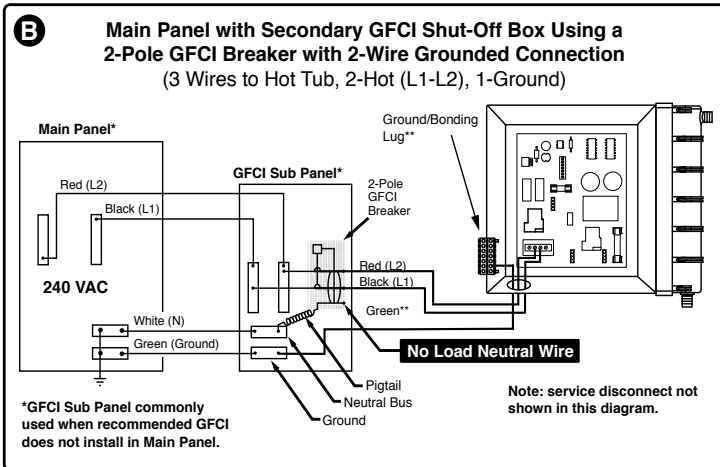 B
Main Panel with Secondary GFCI Shut-Off Box Using a
2-Pole GFCI Breaker with 2-Wire Grounded Connection
(3 Wires to Hot Tub, 2-Hot (L1-L2), 1-Ground)
Ground/Bonding
Lug**
Main Panel*
GFCI Sub Panel*
2-Pole
GFCI
Breaker
Red (L2)
Black (L1)
240 VAC
Red (L2)
Black (L1)
Green**
White (N)
Green (Ground)
No Load Neutral Wire
Pigtail
Neutral Bus
Ground
*GFCI Sub Panel commonly
used when recommended GFCI
does not install in Main Panel.
Note: service disconnect not
shown in this diagram.